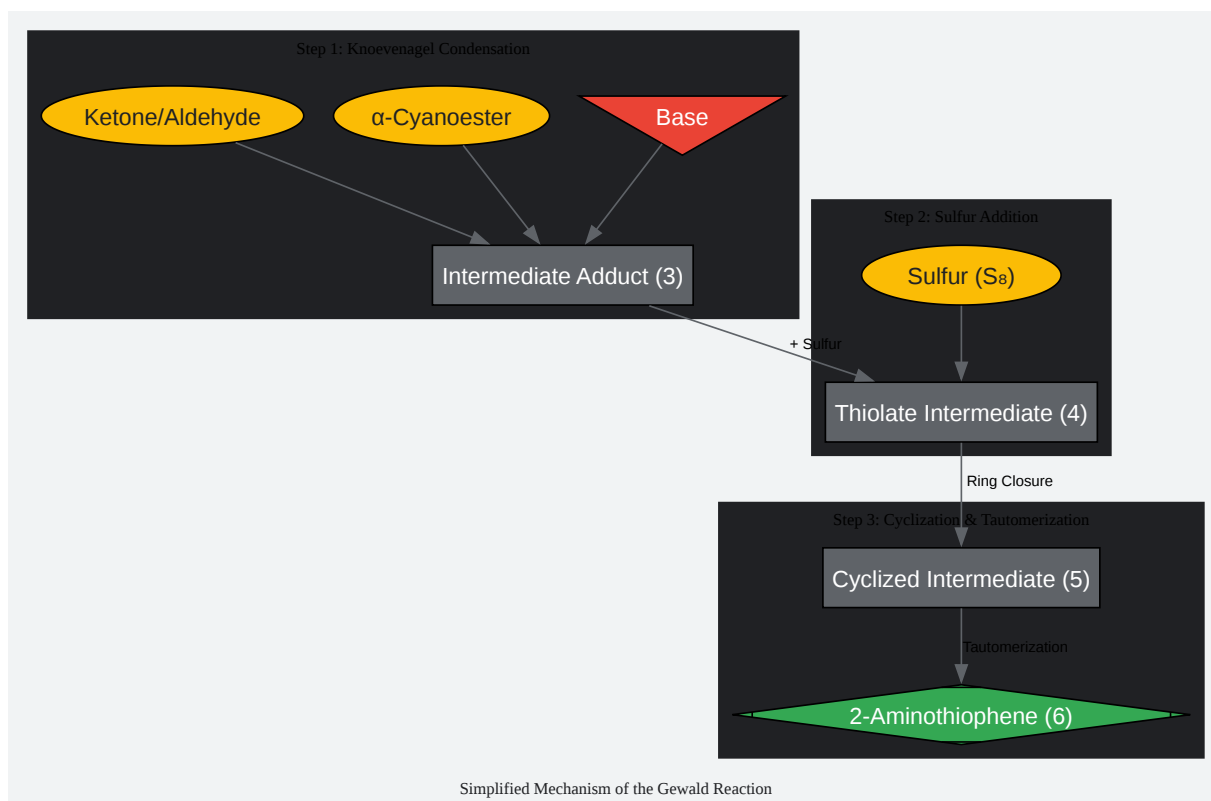 Step 1: Knoevenagel Condensation
Ketone/Aldehyde
α-Cyanoester
Base
Intermediate Adduct (3)
Step 2: Sulfur Addition
Sulfur (S₈)
+ Sulfur
Thiolate Intermediate (4)
Ring Closure
Step 3: Cyclization & Tautomerization
Cyclized Intermediate (5)
Tautomerization
2-Aminothiophene (6)
Simplified Mechanism of the Gewald Reaction